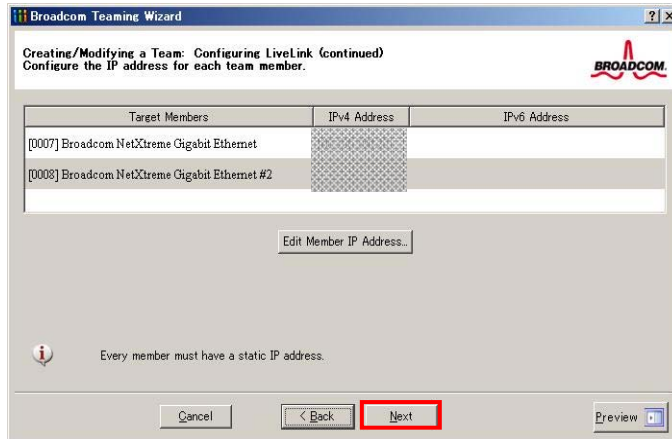 Broadcom Teaming Wizard
Creating/Modifying a Team: Configuring LiveLink (continued)
Configure the IP address for each team member.
BROADCOM.
Target Members IPv4 Address IPv6 Address
[0007] Broadcom NetXtreme Gigabit Ethernet
[0008] Broadcom NetXtreme Gigabit Ethernet #2
Edit Member IP Address...
Every member must have a static IP address.
Cancel < Back Next Preview